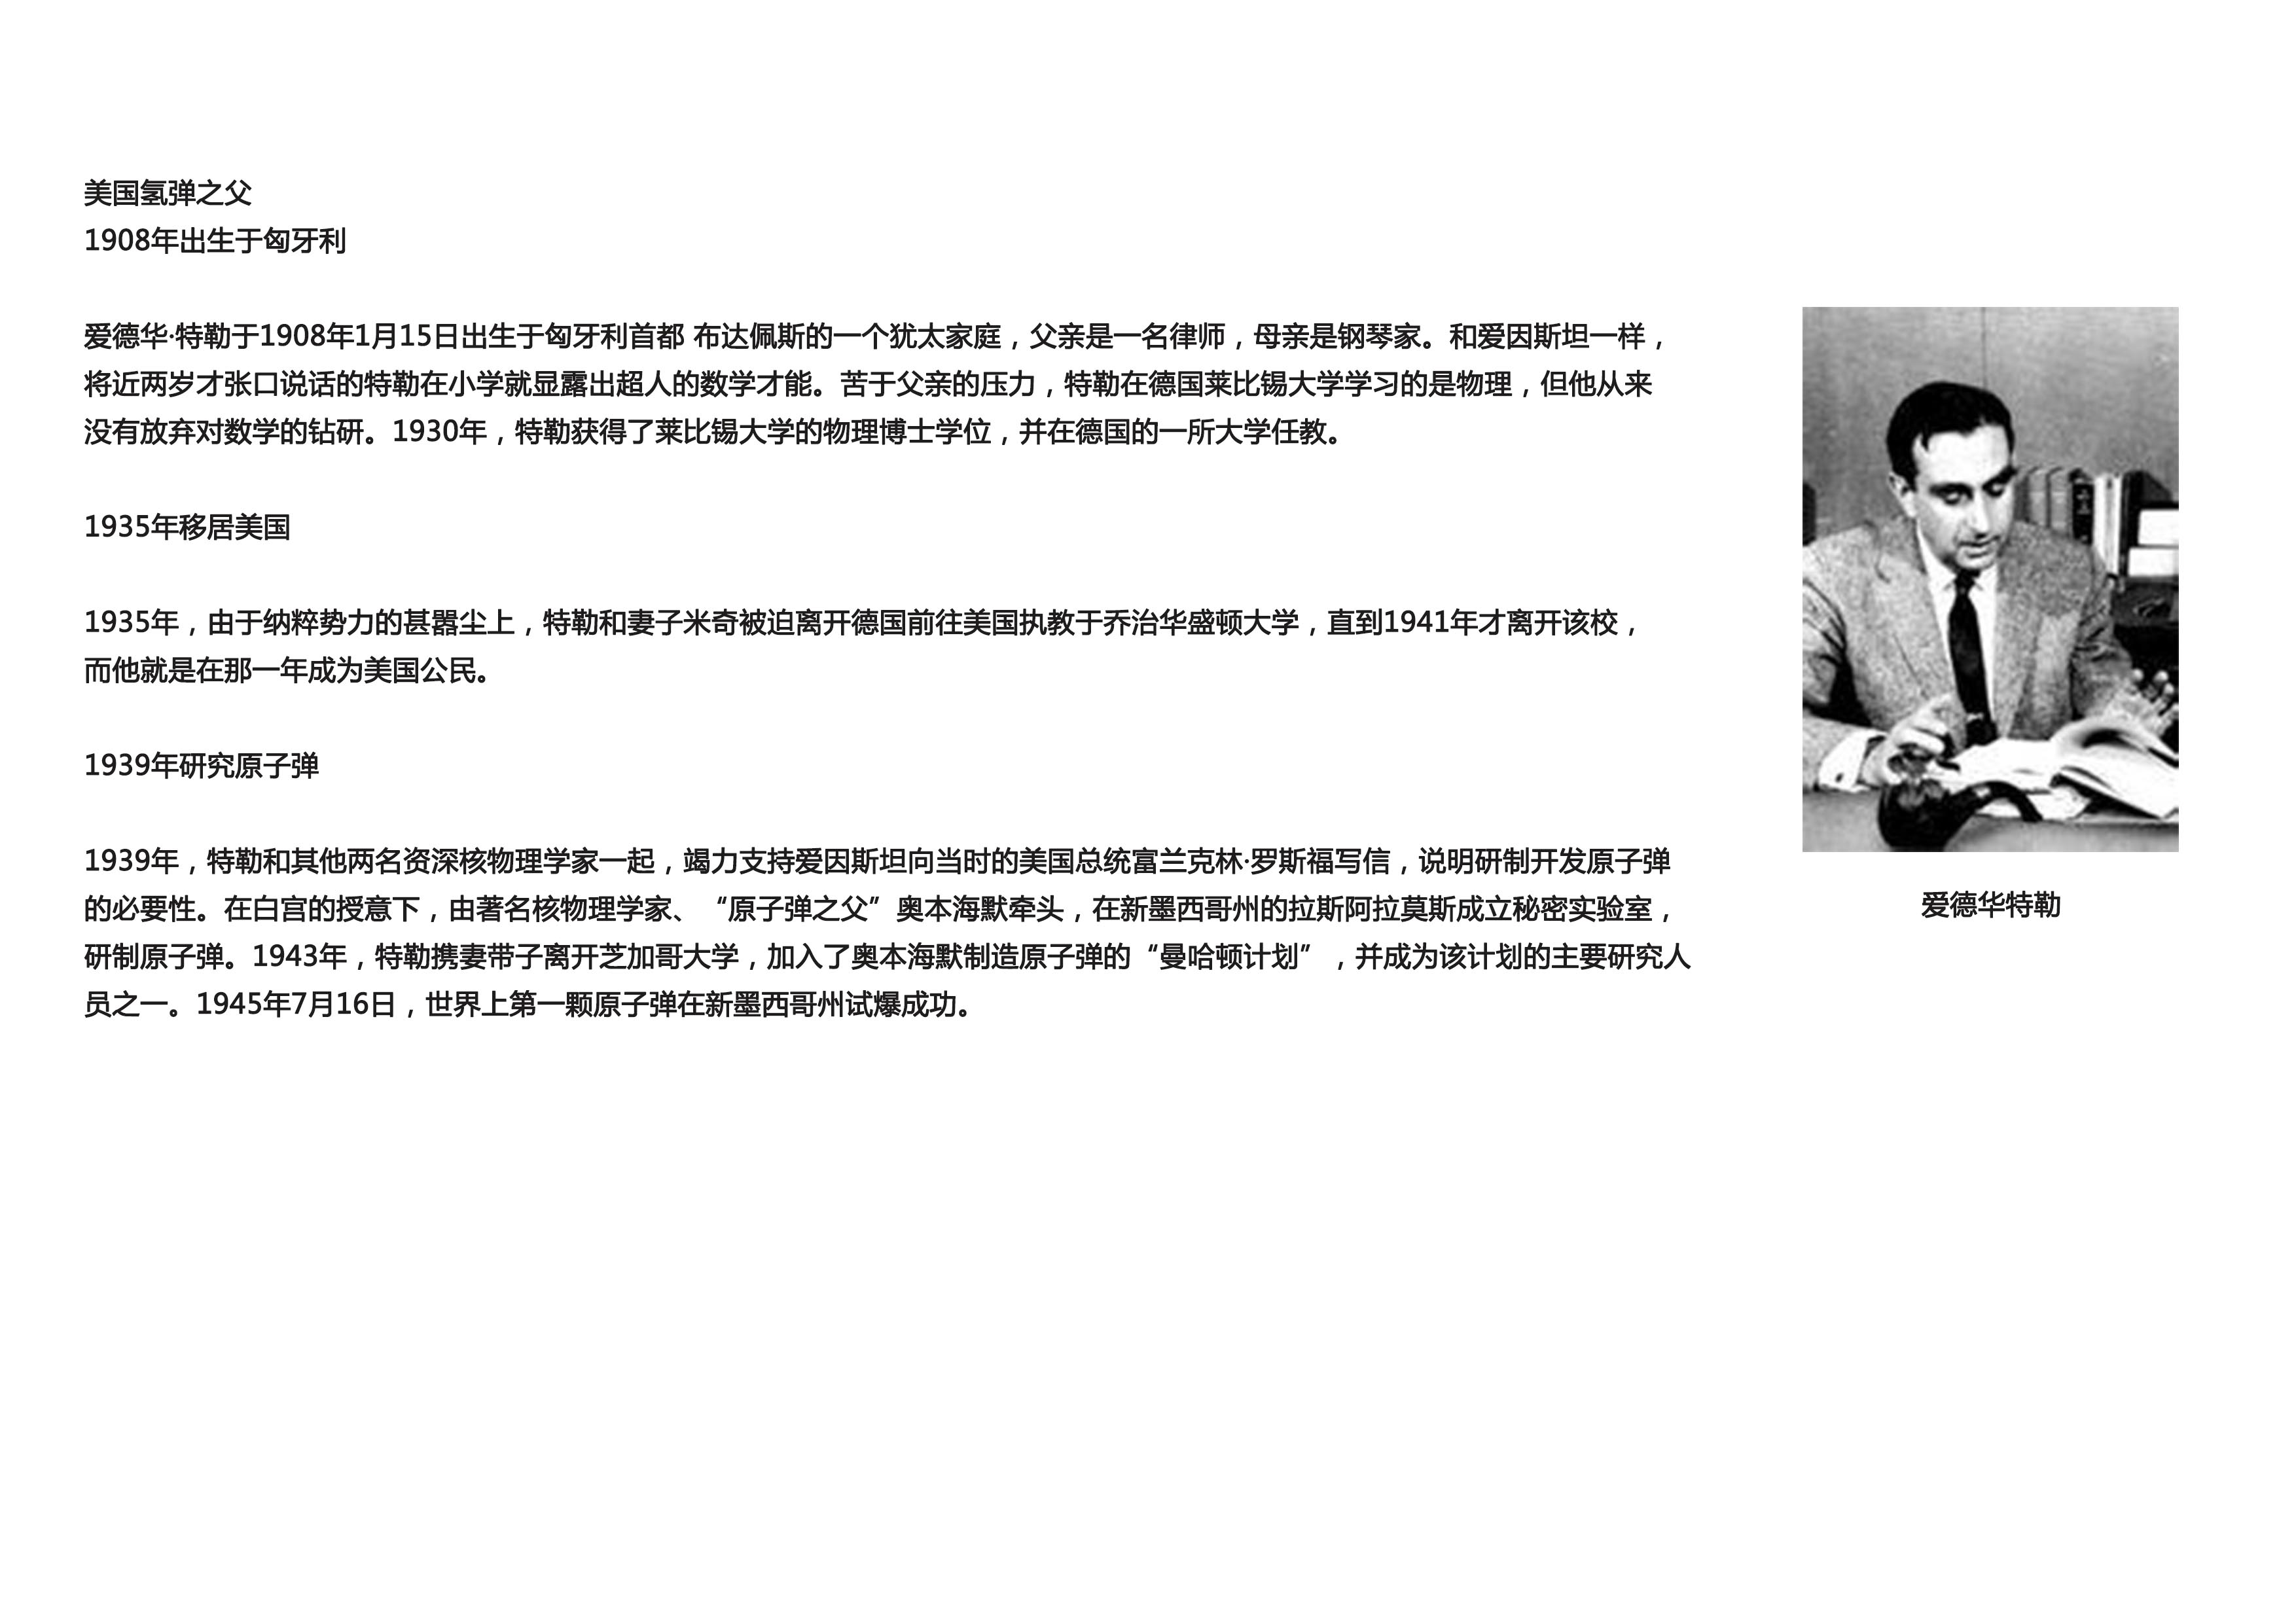 美国氢弹之父
1908年出生于匈牙利
爱德华·特勒于1908年1月15日出生于匈牙利首都 布达佩斯的一个犹太家庭，父亲是一名律师，母亲是钢琴家。和爱因斯坦一样，
将近两岁才张口说话的特勒在小学就显露出超人的数学才能。苦于父亲的压力，特勒在德国莱比锡大学学习的是物理，但他从来
没有放弃对数学的钻研。1930年，特勒获得了莱比锡大学的物理博士学位，并在德国的一所大学任教。
1935年移居美国
1935年，由于纳粹势力的甚嚣尘上，特勒和妻子米奇被迫离开德国前往美国执教于乔治华盛顿大学，直到1941年才离开该校，
而他就是在那一年成为美国公民。
1939年研究原子弹
1939年，特勒和其他两名资深核物理学家一起，竭力支持爱因斯坦向当时的美国总统富兰克林·罗斯福写信，说明研制开发原子弹
的必要性。在白宫的授意下，由著名核物理学家、“原子弹之父”奥本海默牵头，在新墨西哥州的拉斯阿拉莫斯成立秘密实验室，
研制原子弹。1943年，特勒携妻带子离开芝加哥大学，加入了奥本海默制造原子弹的“曼哈顿计划”，并成为该计划的主要研究人
员之一。1945年7月16日，世界上第一颗原子弹在新墨西哥州试爆成功。
爱德华特勒